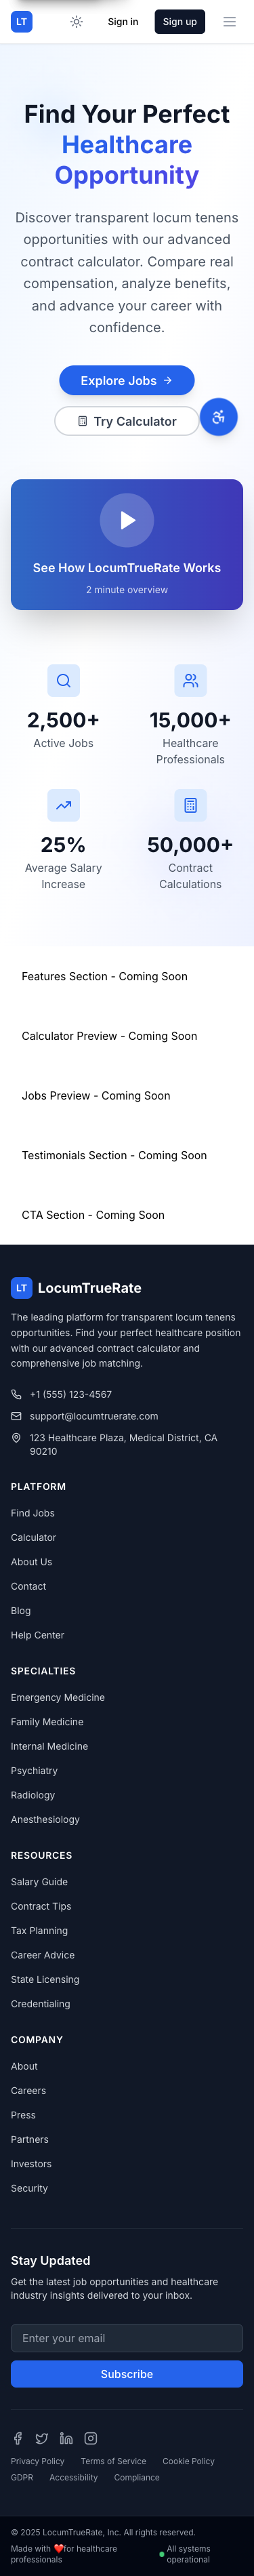 LT
Sign in
Sign up
Find Your Perfect
Healthcare
Opportunity
Discover transparent locum tenens
opportunities with our advanced
contract calculator. Compare real
compensation, analyze benefits,
and advance your career with
confidence.
Explore Jobs
Try Calculator
See How LocumTrueRate Works
2 minute overview
2,500+
Active Jobs
15,000+
Healthcare
Professionals
25%
Average Salary
Increase
50,000+
Contract
Calculations
Features Section - Coming Soon
Calculator Preview - Coming Soon
Jobs Preview - Coming Soon
Testimonials Section - Coming Soon
CTA Section - Coming Soon
LT LocumTrueRate
The leading platform for transparent locum tenens
opportunities. Find your perfect healthcare position
with our advanced contract calculator and
comprehensive job matching.
+1 (555) 123-4567
support@locumtruerate.com
123 Healthcare Plaza, Medical District, CA
90210
PLATFORM
Find Jobs
Calculator
About Us
Contact
Blog
Help Center
SPECIALTIES
Emergency Medicine
Family Medicine
Internal Medicine
Psychiatry
Radiology
Anesthesiology
RESOURCES
Salary Guide
Contract Tips
Tax Planning
Career Advice
State Licensing
Credentialing
COMPANY
About
Careers
Press
Partners
Investors
Security
Stay Updated
Get the latest job opportunities and healthcare
industry insights delivered to your inbox.
Enter your email
Subscribe
Privacy Policy Terms of Service Cookie Policy
GDPR Accessibility Compliance
© 2025 LocumTrueRate, Inc. All rights reserved.
Made with ❤️for healthcare
professionals
All systems
operational